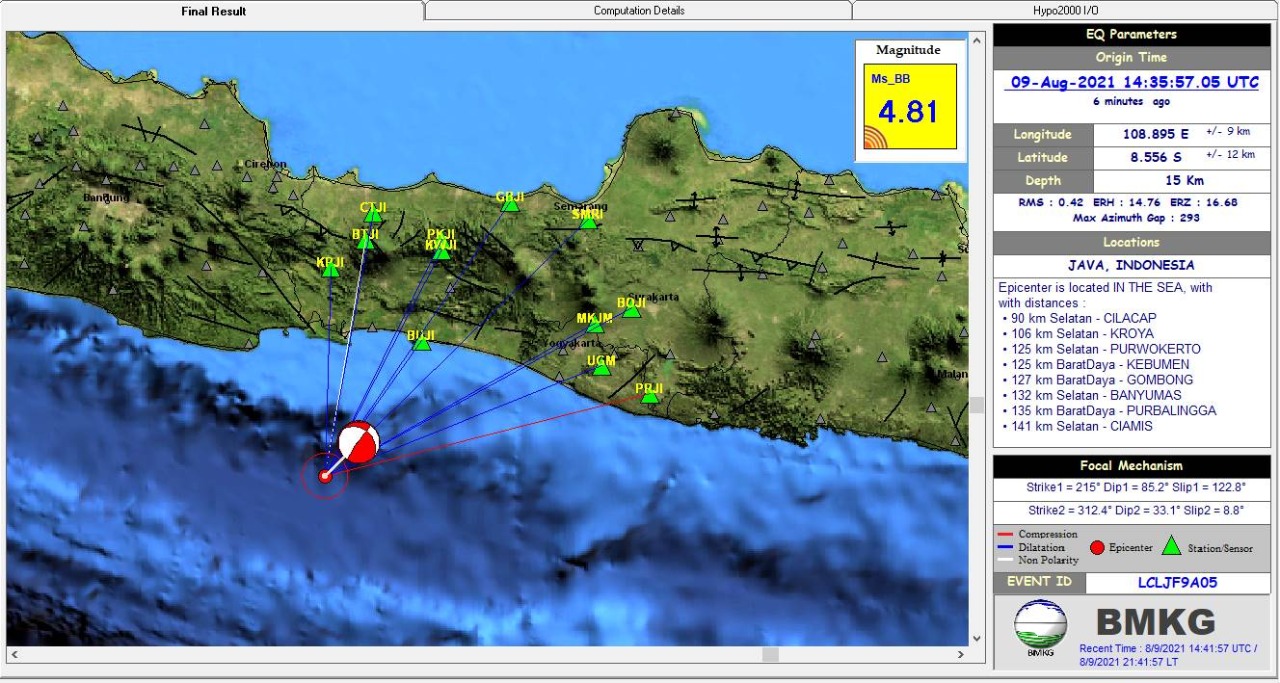 Final Result
Computation Details
Hypo2000 I/O
Magnitude
Ms_BB
4.81
Cirebon
Bandung
CTJI
GBJI
Semarang
SMRI
BTJI
PKJI
KPJI
BUJI
Surakarta
BOJI
MKJM
Yogyakarta
UGM
PPJI
Malan
EQ Parameters
Origin Time
09-Aug-2021 14:35:57.05 UTC
6 minutes ago
Longitude 108.895 E +/- 9 km
Latitude 8.556 S +/- 12 km
Depth 15 Km
RMS : 0.42 ERH : 14.76 ERZ : 16.68
Max Azimuth Gap : 293
Locations
JAVA, INDONESIA
Epicenter is located IN THE SEA, with
with distances :
• 90 km Selatan - CILACAP
• 106 km Selatan - KROYA
• 125 km Selatan - PURWOKERTO
• 125 km BaratDaya - KEBUMEN
• 127 km BaratDaya - GOMBONG
• 132 km Selatan - BANYUMAS
• 135 km BaratDaya - PURBALINGGA
• 141 km Selatan - CIAMIS
Focal Mechanism
Strike1 = 215° Dip1 = 85.2° Slip1 = 122.8°
Strike2 = 312.4° Dip2 = 33.1° Slip2 = 8.8°
Compression
Dilatation
Non Polarity
Epicenter
Station/Sensor
EVENT ID LCLJF9A05
BMKG
BMKG
Recent Time : 8/9/2021 14:41:57 UTC /
8/9/2021 21:41:57 LT